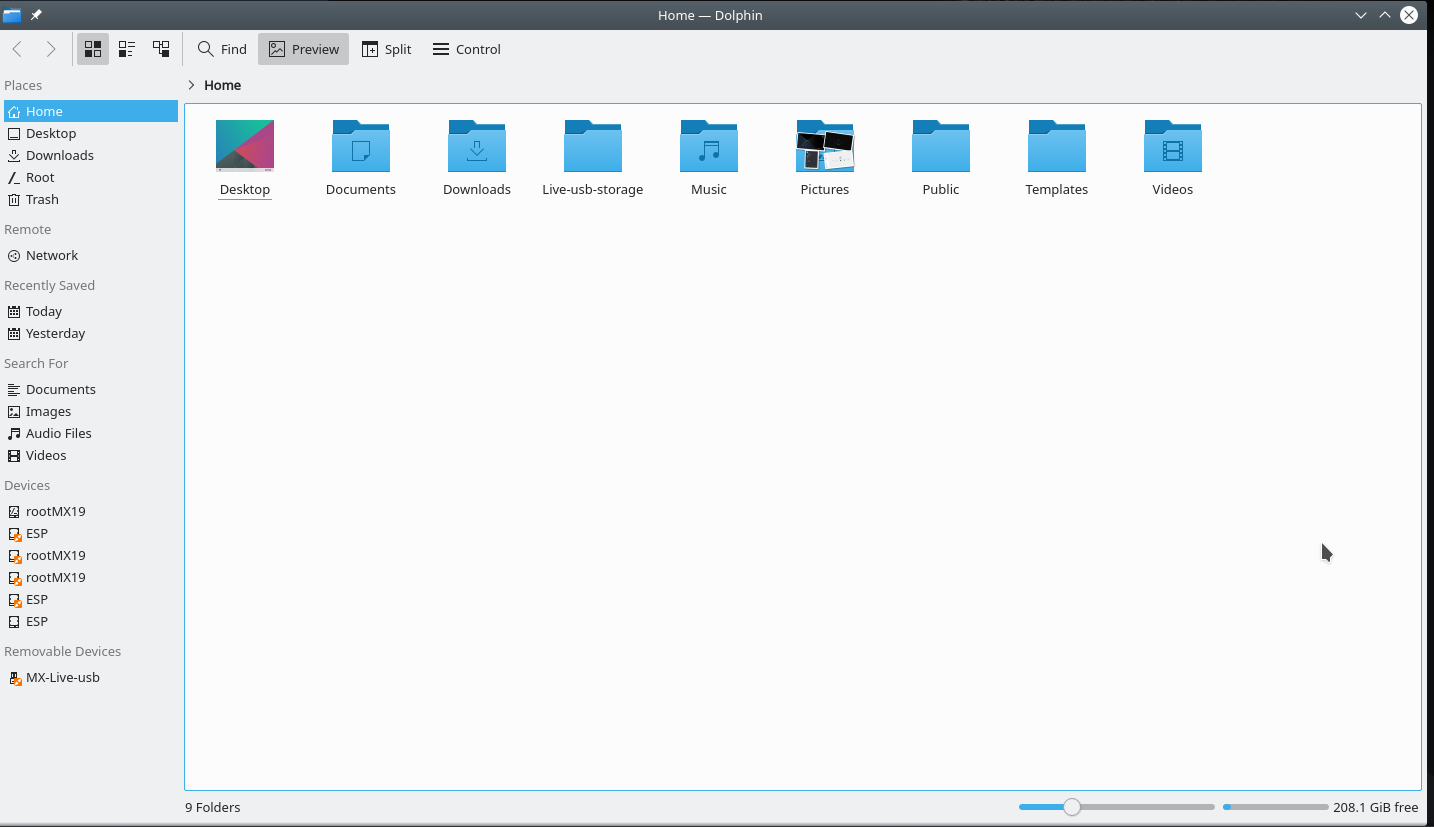 Home — Dolphin
Find Preview Split Control
Places
Home
Desktop
Downloads
Root
Trash
Remote
Network
Recently Saved
Today
Yesterday
Search For
Documents
Images
Audio Files
Videos
Devices
rootMX19
ESP
rootMX19
rootMX19
ESP
ESP
Removable Devices
MX-Live-usb
Home
Desktop Documents Downloads Live-usb-storage Music Pictures Public Templates Videos
9 Folders 208.1 GiB free